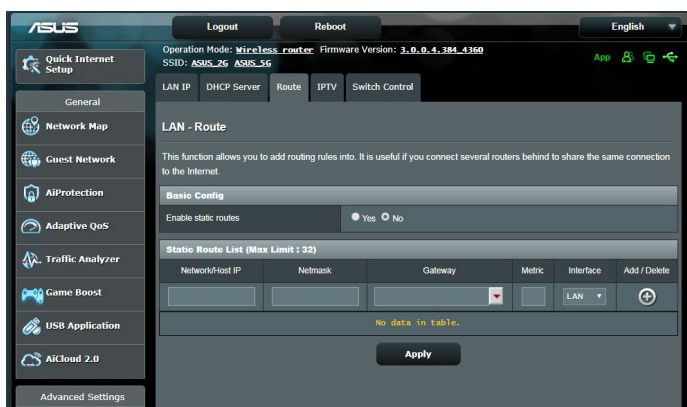 ASUS
Logout
Reboot
English
Quick Internet
Setup
General
Network Map
Guest Network
AiProtection
Adaptive QoS
Traffic Analyzer
Game Boost
USB Application
AiCloud 2.0
Advanced Settings
Operation Mode: Wireless router Firmware Version: 3.0.0.4.384_4360
SSID: ASUS_2G ASUS_5G
App
LAN IP DHCP Server Route IPTV Switch Control
LAN - Route
This function allows you to add routing rules into. It is useful if you connect several routers behind to share the same connection
to the Internet.
Basic Config
Enable static routes Yes No
Static Route List (Max Limit : 32)
Network/Host IP Netmask Gateway Metric Interface Add / Delete
LAN
No data in table.
Apply